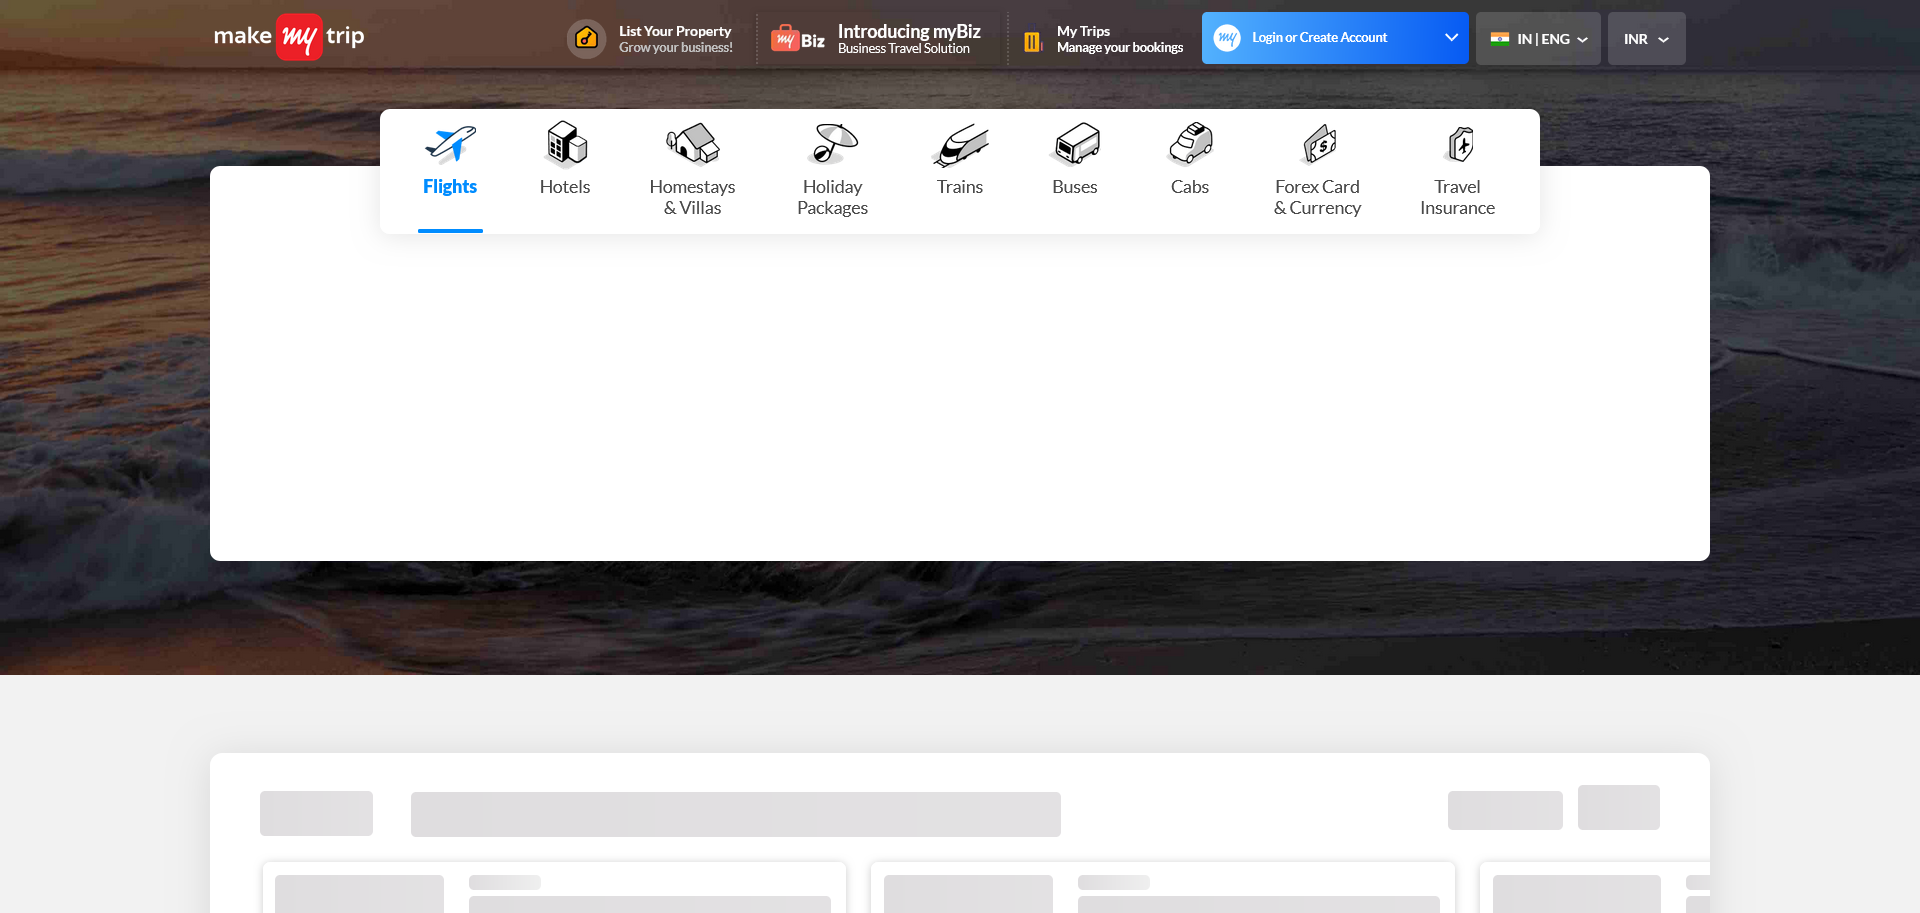 make my trip
List Your Property
Grow your business!
my Biz
Introducing myBiz
Business Travel Solution
My Trips
Manage your bookings
my
Login or Create Account
IN | ENG
INR
Flights
Hotels
Homestays
& Villas
Holiday
Packages
Trains
Buses
Cabs
Forex Card
& Currency
Travel
Insurance